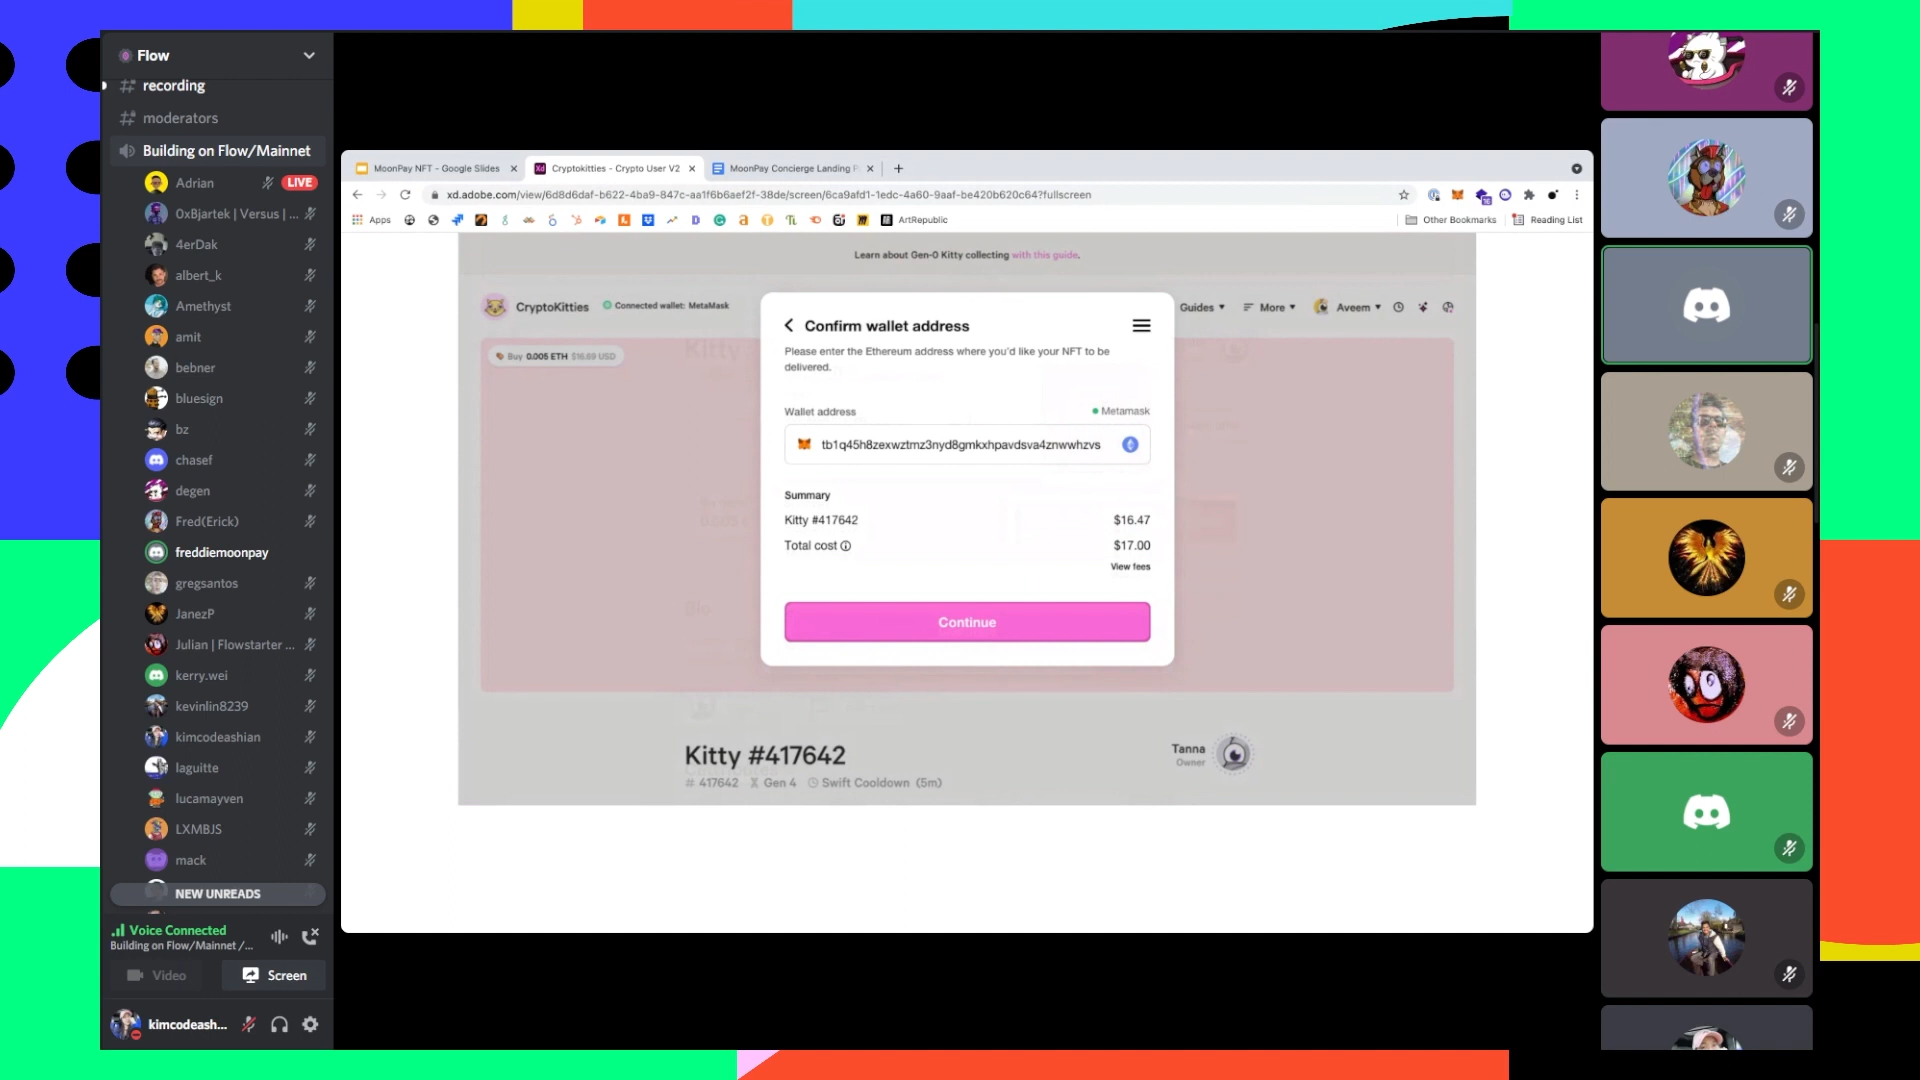 Flow
recording
moderators
Building on Flow/Mainnet
Adrian LIVE
0xBjartek | Versus | ...
4erDak
albert_k
Amethyst
amit
bebner
bluesign
bz
chasef
degen
Fred(Erick)
freddiemoonpay
gregsantos
JanezP
Julian | Flowstarter ...
kerry.wei
kevinlin8239
kimcodeashian
laguitte
lucamayven
LXMBJS
mack
NEW UNREADS
Voice Connected
Building on Flow/Mainnet /...
Video Screen
kimcodeash...
MoonPay NFT - Google Slides
Cryptokitties - Crypto User V2
MoonPay Concierge Landing P
xd.adobe.com/view/6d8d6daf-b622-4ba9-847c-aa1f6b6aef2f-38de/screen/6ca9afd1-1edc-4a60-9aaf-be420b620c64?fullscreen
Apps ArtRepublic Other Bookmarks Reading List
Learn about Gen-0 Kitty collecting with this guide.
CryptoKitties Connected wallet: MetaMask Guides More Aveem
Buy 0.005 ETH $16.69 USD
Confirm wallet address
Please enter the Ethereum address where you'd like your NFT to be
delivered.
Wallet address Metamask
tb1q45h8zexwztmz3nyd8gmkxhpavdsva4znwwhzvs
Summary
Kitty #417642 $16.47
Total cost $17.00
View fees
Continue
Kitty #417642
Tanna
Owner
# 417642 Gen 4 Swift Cooldown (5m)